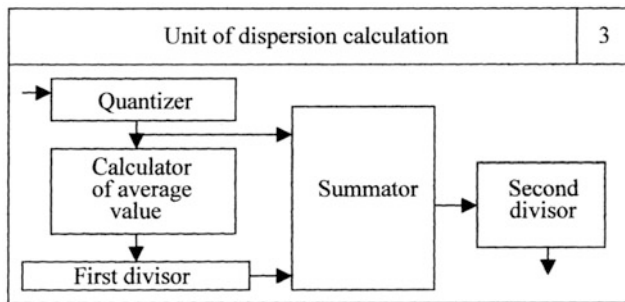 Unit of dispersion calculation
3
Quantizer
Calculator
of average
value
First divisor
Summator
Second
divisor